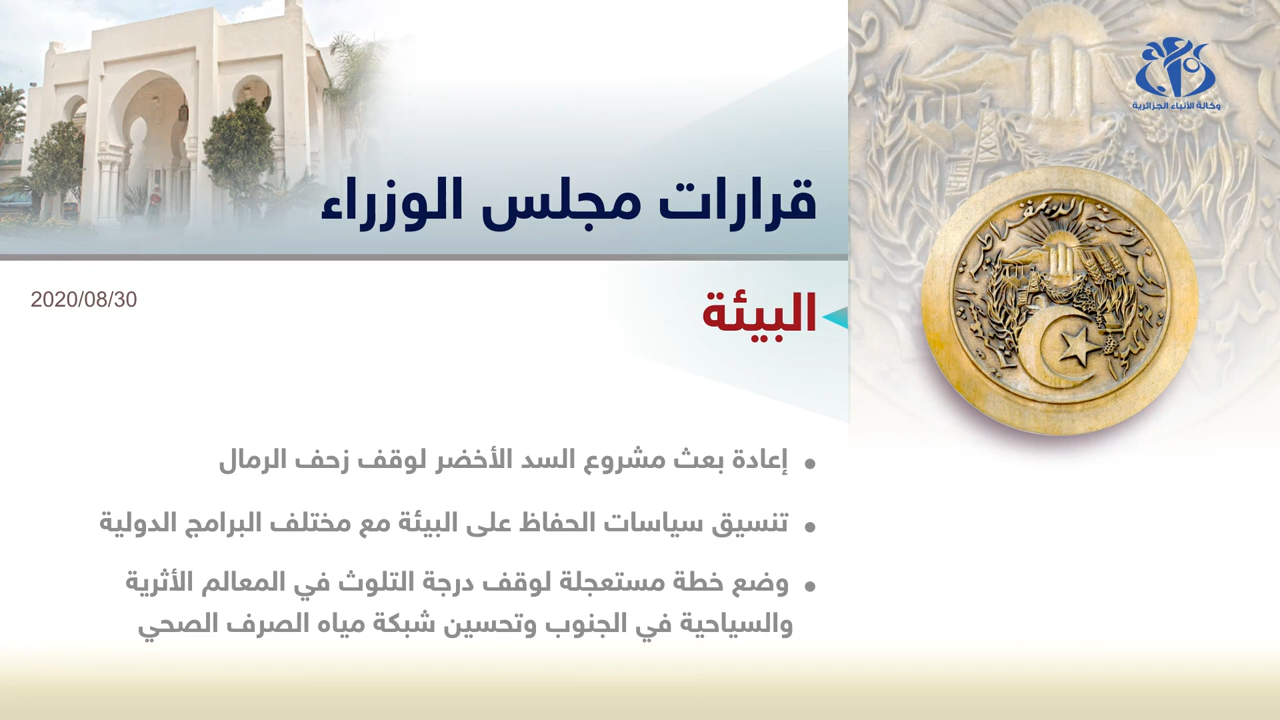 وكالة الأنباء الجزائرية
قرارات مجلس الوزراء
2020/08/30
البيئة
• إعادة بعث مشروع السد الأخضر لوقف زحف الرمال
• تنسيق سياسات الحفاظ على البيئة مع مختلف البرامج الدولية
• وضع خطة مستعجلة لوقف درجة التلوث في المعالم الأثرية
والسياحية في الجنوب وتحسين شبكة مياه الصرف الصحي